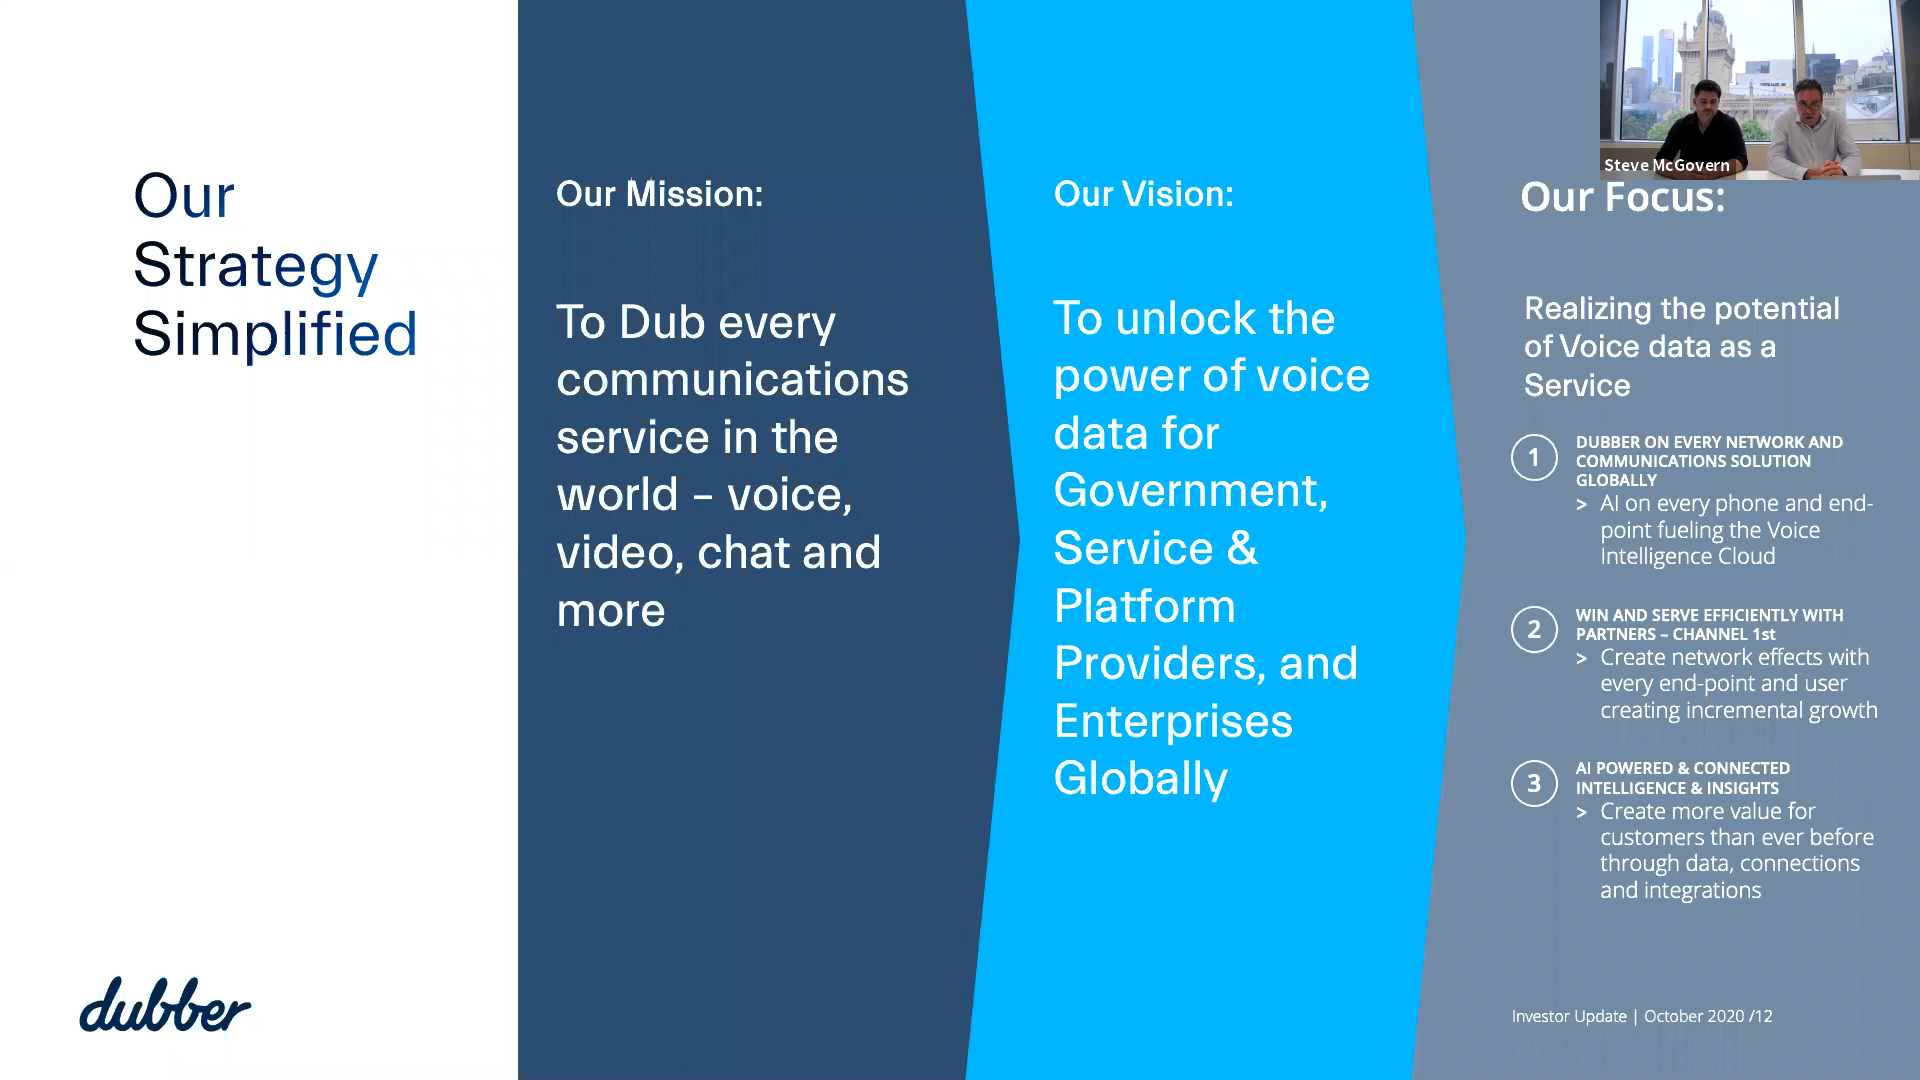 Our
Strategy
Simplified
Our Mission:
To Dub every
communications
service in the
world – voice,
video, chat and
more
Our Vision:
To unlock the
power of voice
data for
Government,
Service &
Platform
Providers, and
Enterprises
Globally
Steve McGovern
Our Focus:
Realizing the potential
of Voice data as a
Service
1
DUBBER ON EVERY NETWORK AND
COMMUNICATIONS SOLUTION
GLOBALLY
> AI on every phone and end-
point fueling the Voice
Intelligence Cloud
2
WIN AND SERVE EFFICIENTLY WITH
PARTNERS – CHANNEL 1st
> Create network effects with
every end-point and user
creating incremental growth
3
AI POWERED & CONNECTED
INTELLIGENCE & INSIGHTS
> Create more value for
customers than ever before
through data, connections
and integrations
dubber
Investor Update | October 2020 /12